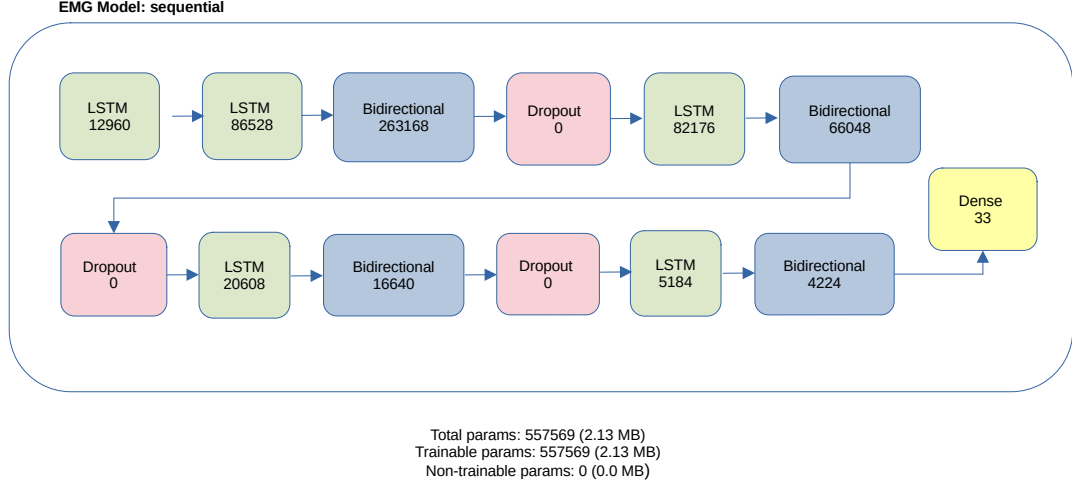 EMG Model: sequential
LSTM
12960
LSTM
86528
Bidirectional
263168
Dropout
0
LSTM
82176
Bidirectional
66048
Dense
33
Dropout
0
LSTM
20608
Bidirectional
16640
Dropout
0
LSTM
5184
Bidirectional
4224
Total params: 557569 (2.13 MB)
Trainable params: 557569 (2.13 MB)
Non-trainable params: 0 (0.0 MB)